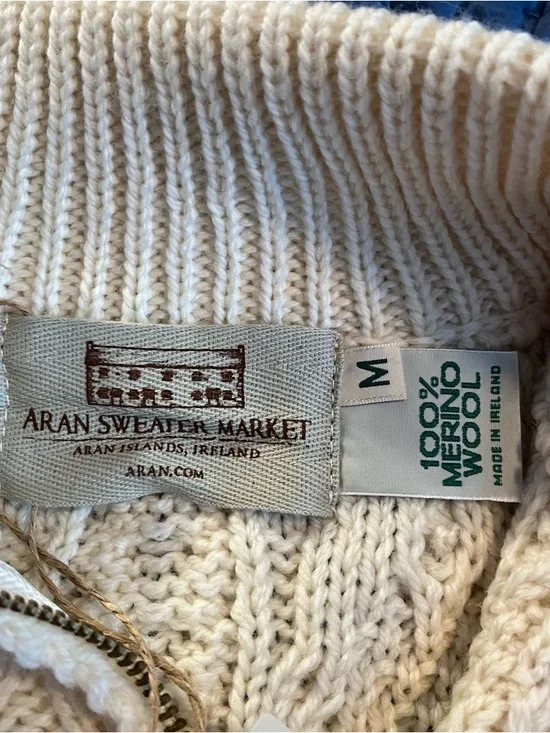 ARAN SWEATER MARKET
ARAN ISLANDS, IRELAND
ARAN.COM
M
100%
MERINO
WOOL
MADE IN IRELAND